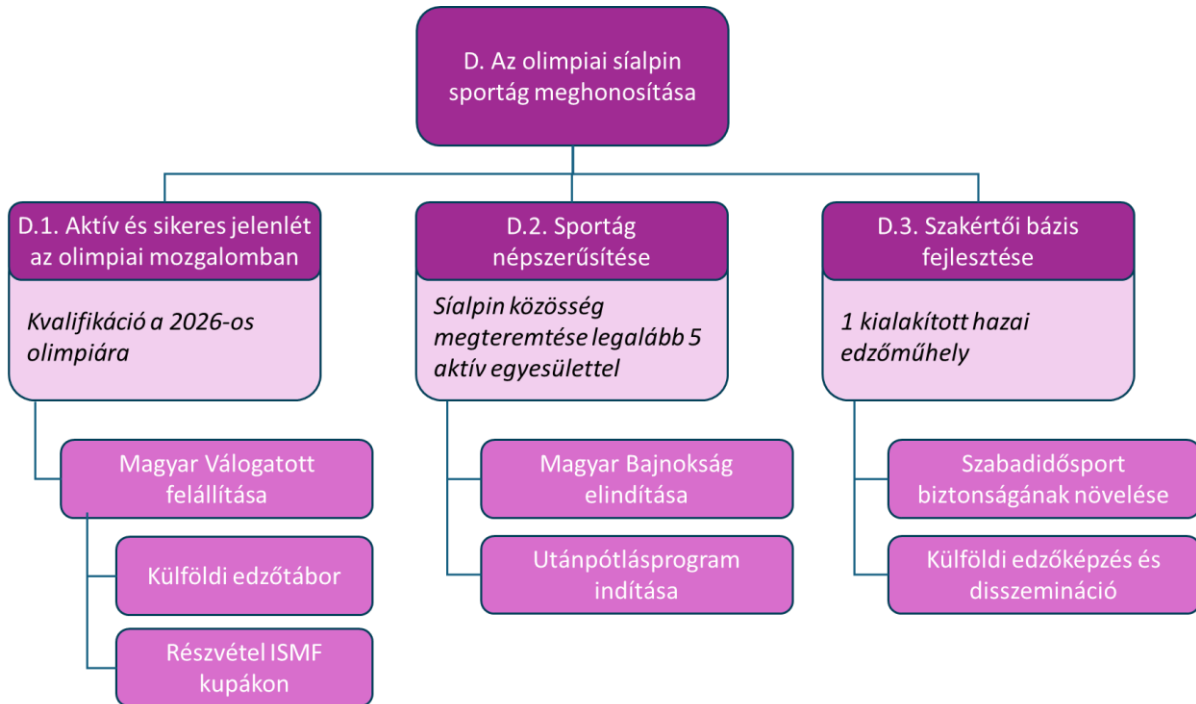 D. Az olimpiai síalpin
sportág meghonosítása
D.1. Aktív és sikeres jelenlét
az olimpiai mozgalomban
Kvalifikáció a 2026-os
olimpiára
Magyar Válogatott
felállítása
Külföldi edzőtábor
Részvétel ISMF
kupákon
D.2. Sportág
népszerűsítése
Síalpin közösség
megteremtése legalább 5
aktív egyesülettel
Magyar Bajnokság
elindítása
Utánpótlásprogram
indítása
D.3. Szakértői bázis
fejlesztése
1 kialakított hazai
edzőműhely
Szabadidősport
biztonságának növelése
Külföldi edzőképzés és
disszemináció